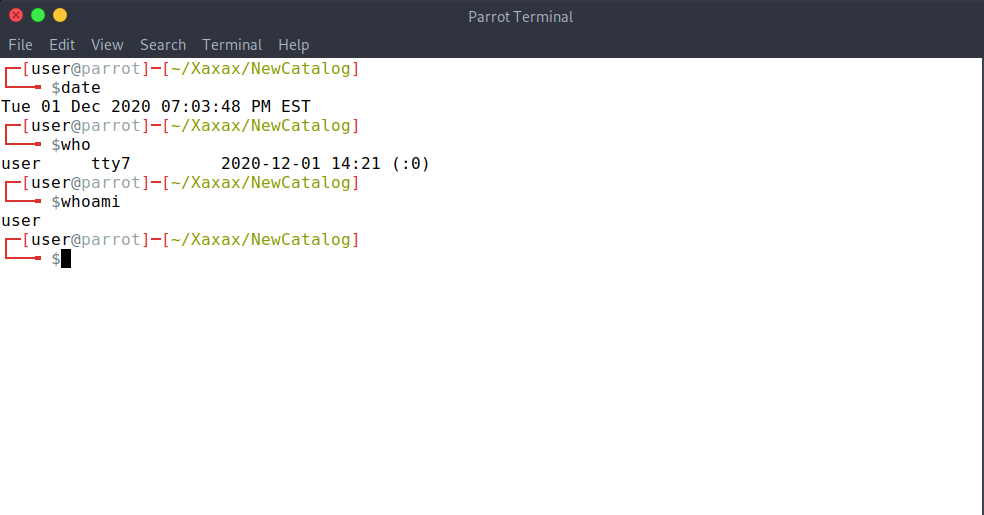 Parrot Terminal
File Edit View Search Terminal Help
┌─[user@parrot]─[~/Xaxax/NewCatalog]
└──╼ $date
Tue 01 Dec 2020 07:03:48 PM EST
┌─[user@parrot]─[~/Xaxax/NewCatalog]
└──╼ $who
user     tty7         2020-12-01 14:21 (:0)
┌─[user@parrot]─[~/Xaxax/NewCatalog]
└──╼ $whoami
user
┌─[user@parrot]─[~/Xaxax/NewCatalog]
└──╼ $